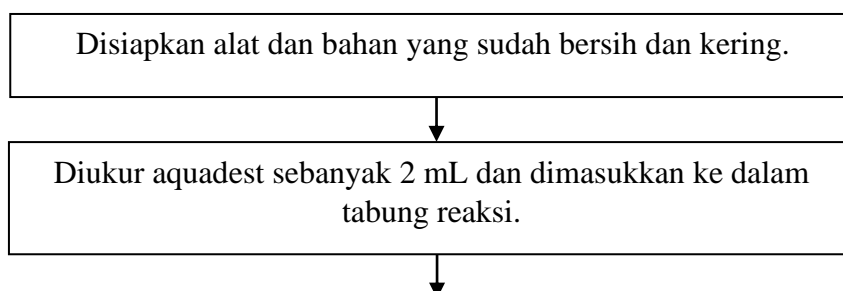 Disiapkan alat dan bahan yang sudah bersih dan kering.
Diukur aquadest sebanyak 2 mL dan dimasukkan ke dalam
tabung reaksi.